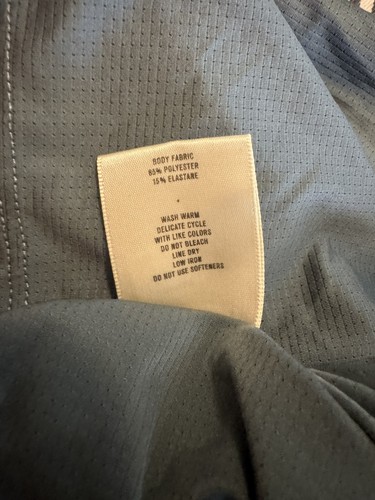 BODY FABRIC
85% POLYESTER
15% ELASTANE
WASH WARM
DELICATE CYCLE
WITH LIKE COLORS
DO NOT BLEACH
LINE DRY
LOW IRON
DO NOT USE SOFTENERS